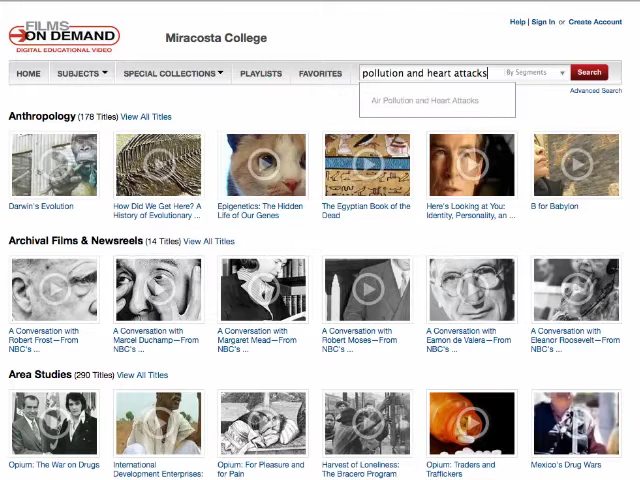 Help | Sign In or Create Account
FILMS
ON DEMAND
DIGITAL EDUCATIONAL VIDEO
Miracosta College
HOME SUBJECTS SPECIAL COLLECTIONS PLAYLISTS FAVORITES pollution and heart attacks By Segments Search
Air Pollution and Heart Attacks
Advanced Search
Anthropology (178 Titles) View All Titles
Darwin's Evolution
How Did We Get Here? A
History of Evolutionary ...
Epigenetics: The Hidden
Life of Our Genes
The Egyptian Book of the
Dead
Here's Looking at You:
Identity, Personality, an ...
B for Babylon
Archival Films & Newsreels (14 Titles) View All Titles
A Conversation with
Robert Frost—From
NBC's ...
A Conversation with
Marcel Duchamp—From
NBC's ...
A Conversation with
Margaret Mead—From
NBC's ...
A Conversation with
Robert Moses—From
NBC's ...
A Conversation with
Eamon de Valera—From
NBC's ...
A Conversation with
Eleanor Roosevelt—From
NBC's ...
Area Studies (290 Titles) View All Titles
Opium: The War on Drugs
International
Development Enterprises:
Opium: For Pleasure and
for Pain
Harvest of Loneliness:
The Bracero Program
Opium: Traders and
Traffickers
Mexico's Drug Wars